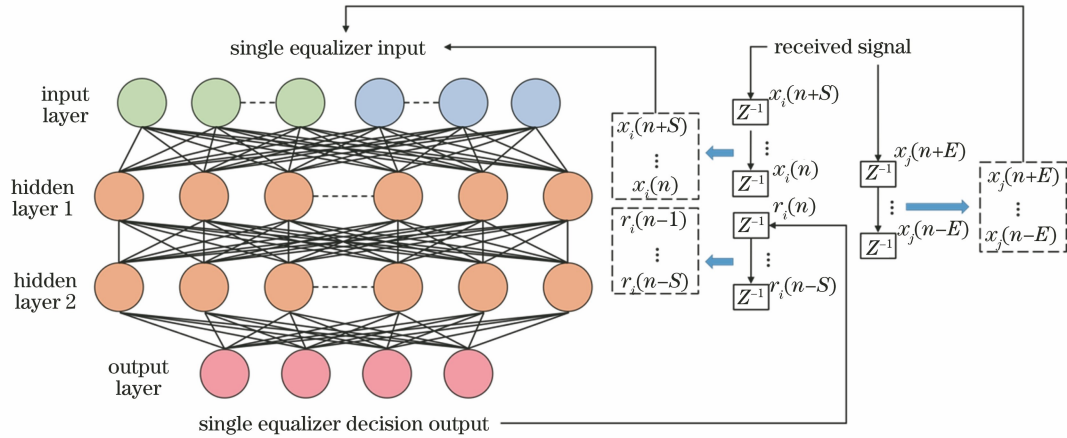 single equalizer input
received signal
input
layer
hidden
layer 1
hidden
layer 2
output
layer
single equalizer decision output
x_i(n+S)
⋮
x_i(n)
r_i(n−1)
⋮
r_i(n−S)
Z⁻¹
x_i(n+S)
⋮
Z⁻¹
x_i(n)
Z⁻¹
r_i(n)
⋮
Z⁻¹
r_i(n−S)
Z⁻¹
x_j(n+E)
⋮
Z⁻¹
x_j(n−E)
x_j(n+E)
⋮
x_j(n−E)